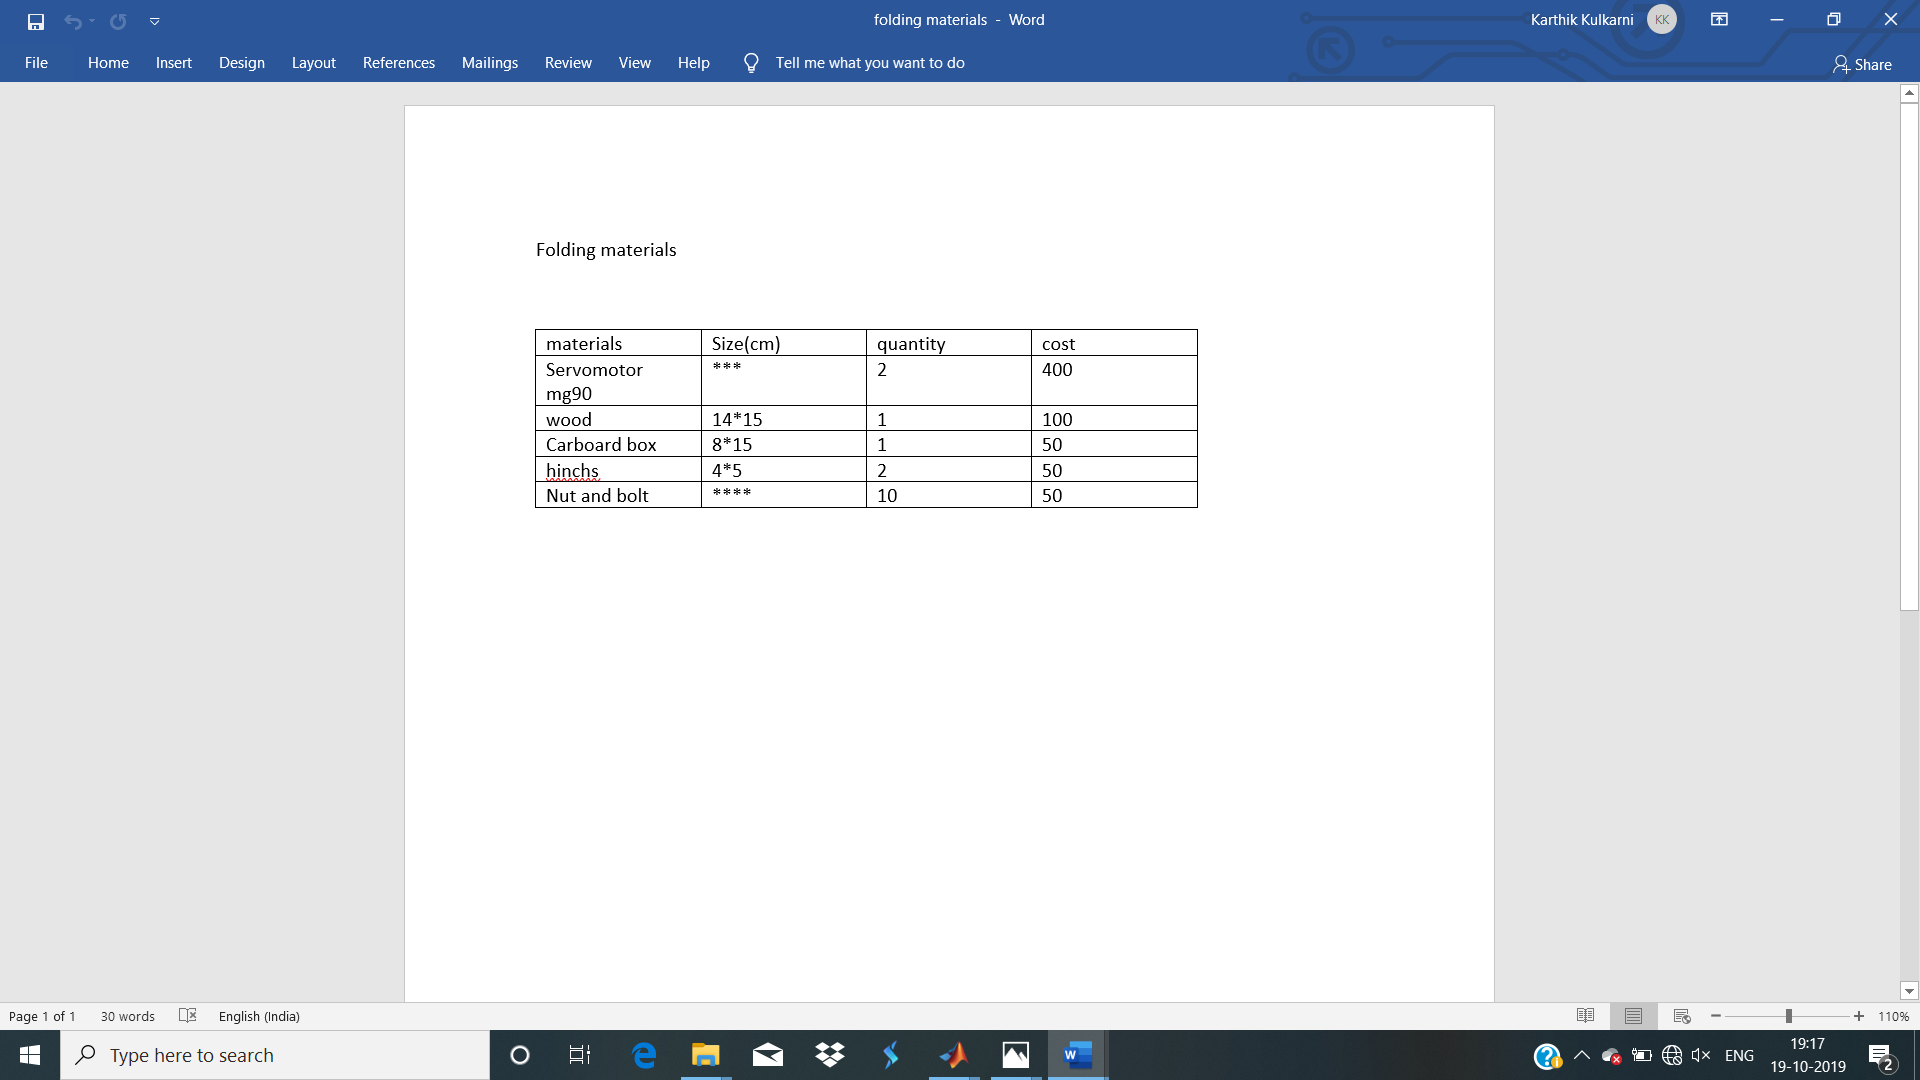 folding materials - Word
Karthik Kulkarni KK
File Home Insert Design Layout References Mailings Review View Help Tell me what you want to do
Share
Folding materials
materials Size(cm) quantity cost
Servomotor *** 2 400
mg90
wood 14*15 1 100
Carboard box 8*15 1 50
hinchs 4*5 2 50
Nut and bolt **** 10 50
Page 1 of 1 30 words English (India) 110%
Type here to search
ENG
19:17
19-10-2019
2